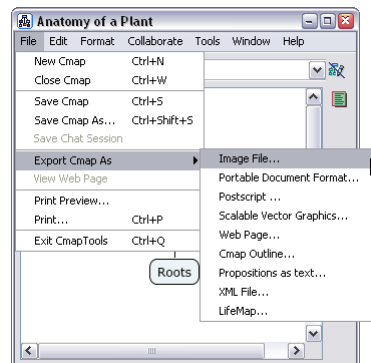 Anatomy of a Plant
File Edit Format Collaborate Tools Window Help
New Cmap Ctrl+N
Close Cmap Ctrl+W
Save Cmap Ctrl+S
Save Cmap As... Ctrl+Shift+S
Save Chat Session
Export Cmap As
View Web Page
Print Preview...
Print... Ctrl+P
Exit CmapTools Ctrl+Q
Image File...
Portable Document Format...
Postscript ...
Scalable Vector Graphics...
Web Page...
Cmap Outline...
Propositions as text...
XML File...
LifeMap...
Roots